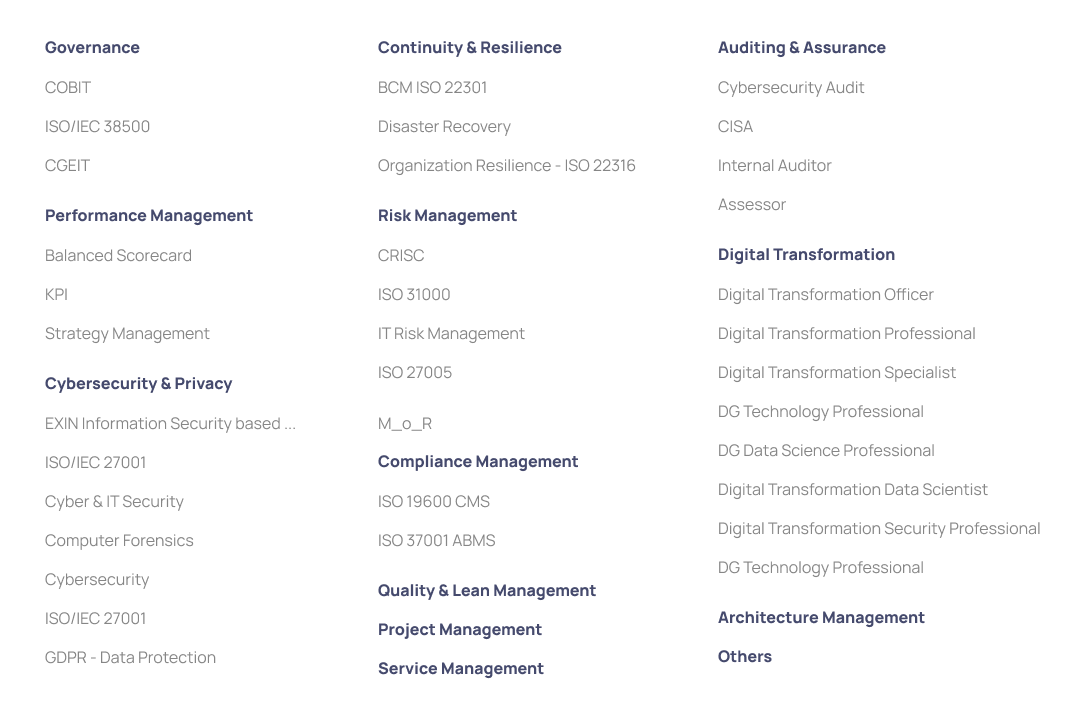 Governance
COBIT
ISO/IEC 38500
CGEIT
Performance Management
Balanced Scorecard
KPI
Strategy Management
Cybersecurity & Privacy
EXIN Information Security based ...
ISO/IEC 27001
Cyber & IT Security
Computer Forensics
Cybersecurity
ISO/IEC 27001
GDPR - Data Protection
Continuity & Resilience
BCM ISO 22301
Disaster Recovery
Organization Resilience - ISO 22316
Risk Management
CRISC
ISO 31000
IT Risk Management
ISO 27005
M_o_R
Compliance Management
ISO 19600 CMS
ISO 37001 ABMS
Quality & Lean Management
Project Management
Service Management
Auditing & Assurance
Cybersecurity Audit
CISA
Internal Auditor
Assessor
Digital Transformation
Digital Transformation Officer
Digital Transformation Professional
Digital Transformation Specialist
DG Technology Professional
DG Data Science Professional
Digital Transformation Data Scientist
Digital Transformation Security Professional
DG Technology Professional
Architecture Management
Others